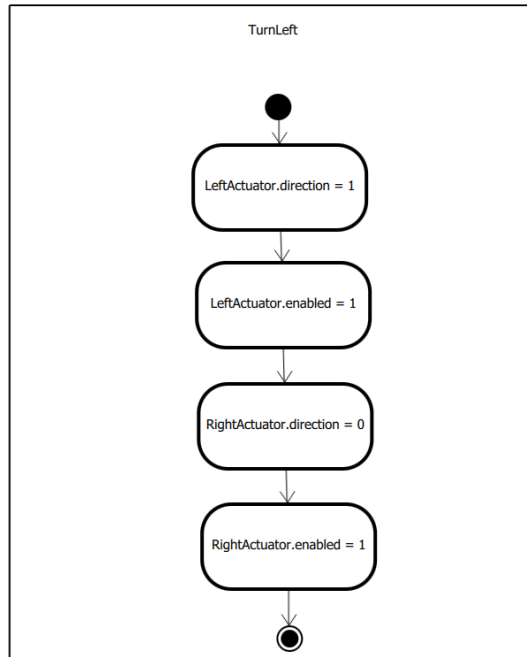 TurnLeft
LeftActuator.direction = 1
LeftActuator.enabled = 1
RightActuator.direction = 0
RightActuator.enabled = 1